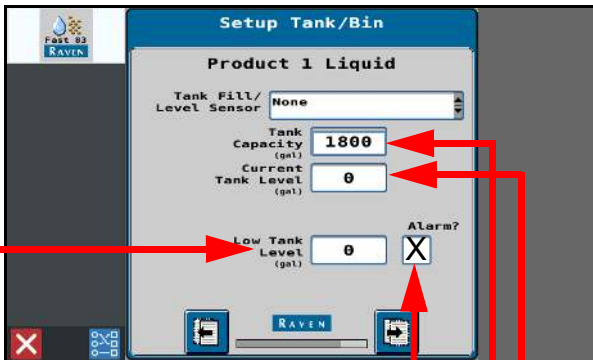 Setup Tank/Bin
Fast 83
RAVEN
Product 1 Liquid
Tank Fill/
Level Sensor
None
Tank
Capacity
(gal)
1800
Current
Tank Level
(gal)
0
Alarm?
Low Tank
Level
(gal)
0
X
RAVEN